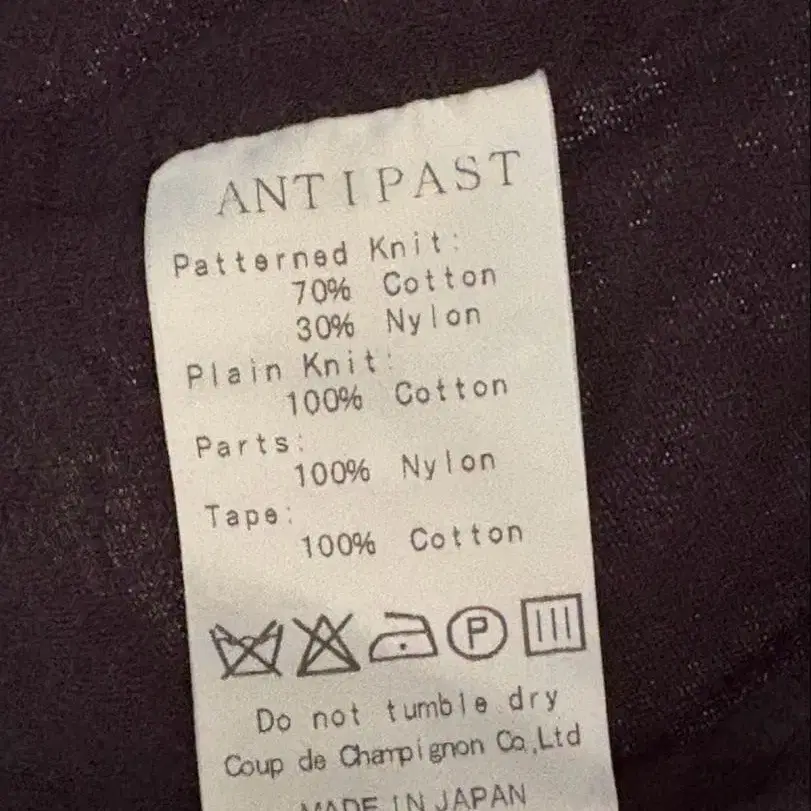 ANTIPAST
Patterned Knit:
70% Cotton
30% Nylon
Plain Knit:
100% Cotton
Parts:
100% Nylon
Tape:
100% Cotton
P
Do not tumble dry
Coup de Champignon Co.,Ltd
MADE IN JAPAN